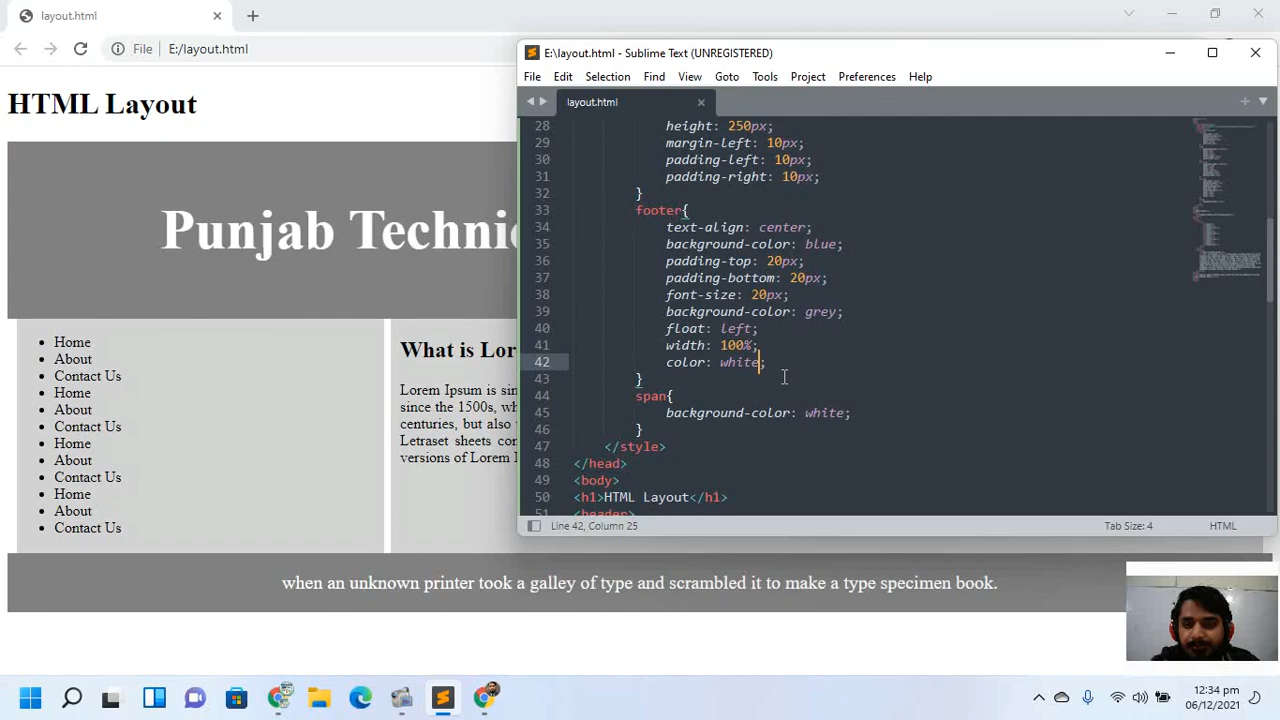 layout.html
File
E:/layout.html
HTML Layout
Punjab Technic
Home
About
Contact Us
Home
About
Contact Us
Home
About
Contact Us
Home
About
Contact Us
What is Lor
Lorem Ipsum is sim
since the 1500s, wh
centuries, but also
Letraset sheets con
versions of Lorem I
when an unknown printer took a galley of type and scrambled it to make a type specimen book.
E:\layout.html - Sublime Text (UNREGISTERED)
File Edit Selection Find View Goto Tools Project Preferences Help
layout.html
28 height: 250px;
29 margin-left: 10px;
30 padding-left: 10px;
31 padding-right: 10px;
32 }
33 footer{
34 text-align: center;
35 background-color: blue;
36 padding-top: 20px;
37 padding-bottom: 20px;
38 font-size: 20px;
39 background-color: grey;
40 float: left;
41 width: 100%;
42 color: white;
43 }
44 span{
45 background-color: white;
46 }
47 </style>
48 </head>
49 <body>
50 <h1>HTML Layout</h1>
51 <header>
Line 42, Column 25
Tab Size: 4
HTML
12:34 pm
06/12/2021